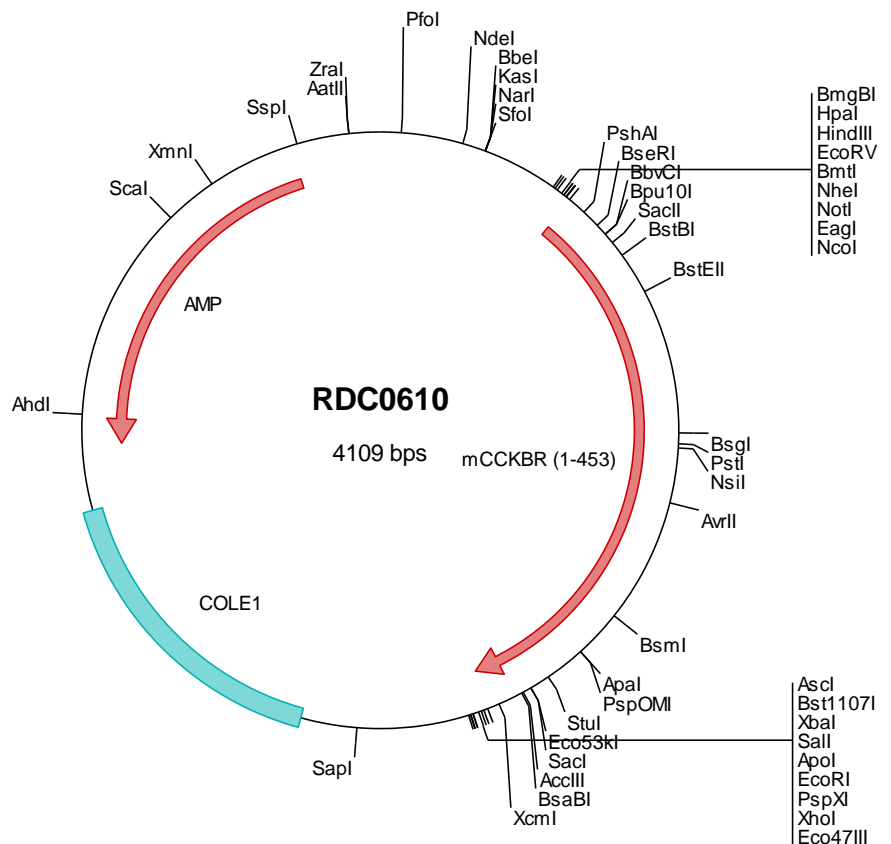 PfoI
NdeI
BbeI
KasI
NarI
SfoI
ZraI
AatII
SspI
XmnI
ScaI
AhdI
PshAI
BseRI
BbvCI
Bpu10I
SacII
BstBI
BstEII
BmgBI
HpaI
HindIII
EcoRV
BmtI
NheI
NotI
EagI
NcoI
AMP
RDC0610
4109 bps
mCCKBR (1-453)
BsgI
PstI
NsiI
AvrII
COLE1
BsmI
ApaI
PspOMI
StuI
Eco53kI
SacI
AccIII
BsaBI
XcmI
SapI
AscI
Bst1107I
XbaI
SalI
ApoI
EcoRI
PspXI
XhoI
Eco47III